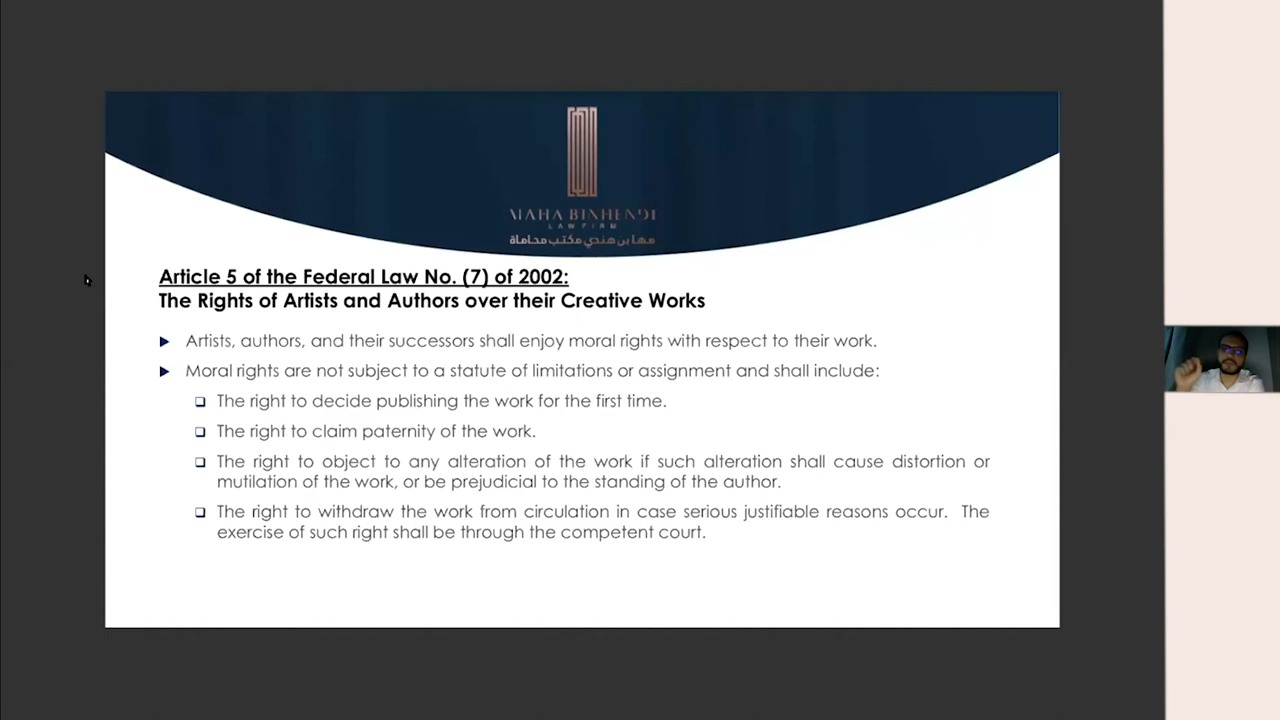 MAHA BINHENDI
LAW FIRM
مها بن هندي مكتب محاماة
Article 5 of the Federal Law No. (7) of 2002:
The Rights of Artists and Authors over their Creative Works
Artists, authors, and their successors shall enjoy moral rights with respect to their work.
Moral rights are not subject to a statute of limitations or assignment and shall include:
The right to decide publishing the work for the first time.
The right to claim paternity of the work.
The right to object to any alteration of the work if such alteration shall cause distortion or
mutilation of the work, or be prejudicial to the standing of the author.
The right to withdraw the work from circulation in case serious justifiable reasons occur. The
exercise of such right shall be through the competent court.